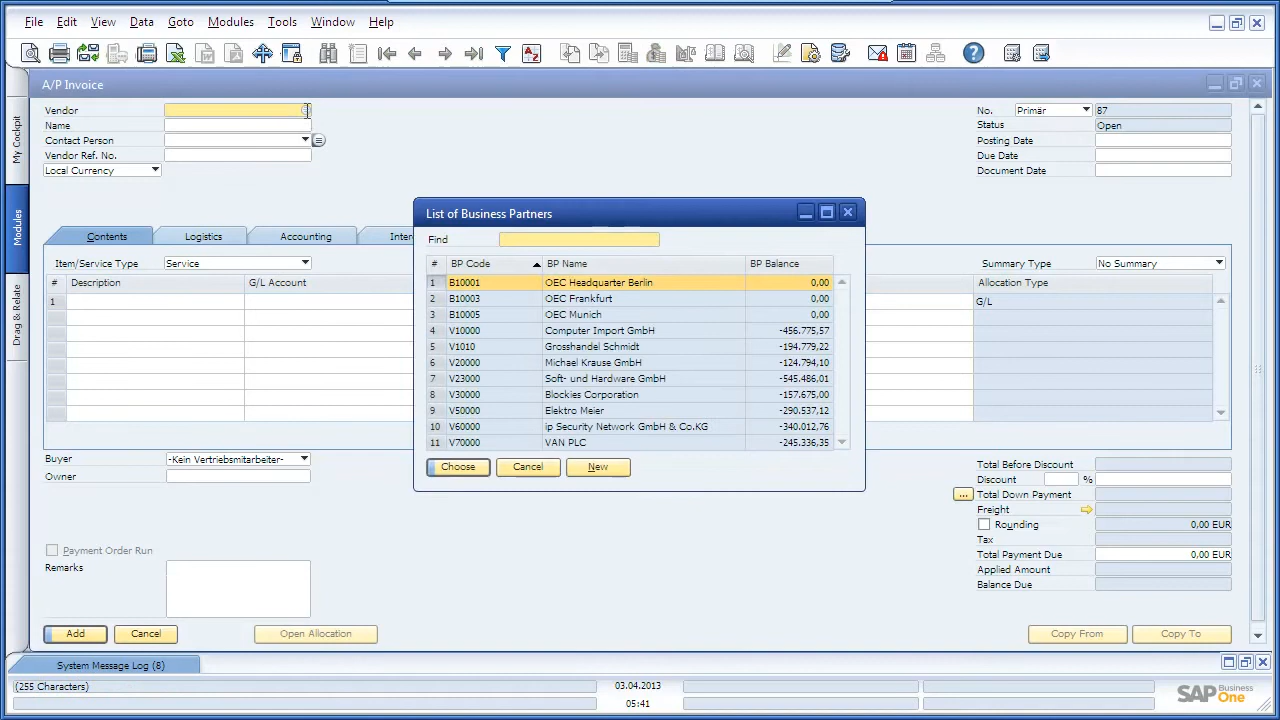 File Edit View Data Goto Modules Tools Window Help
A/P Invoice
My Cockpit
Modules
Drag & Relate
Vendor
Name
Contact Person
Vendor Ref. No.
Local Currency
No. Primär 87
Status Open
Posting Date
Due Date
Document Date
Contents Logistics Accounting Inter
Item/Service Type Service
Summary Type No Summary
# Description G/L Account Allocation Type
1 G/L
List of Business Partners
Find
# BP Code BP Name BP Balance
1 B10001 OEC Headquarter Berlin 0,00
2 B10003 OEC Frankfurt 0,00
3 B10005 OEC Munich 0,00
4 V10000 Computer Import GmbH -456.775,57
5 V1010 Grosshandel Schmidt -194.779,22
6 V20000 Michael Krause GmbH -124.794,10
7 V23000 Soft- und Hardware GmbH -545.486,01
8 V30000 Blockies Corporation -157.675,00
9 V50000 Elektro Meier -290.537,12
10 V60000 ip Security Network GmbH & Co.KG -340.012,76
11 V70000 VAN PLC -245.336,35
Choose Cancel New
Buyer -Kein Vertriebsmitarbeiter-
Owner
Total Before Discount
Discount %
... Total Down Payment
Freight
Rounding 0,00 EUR
Tax
Total Payment Due 0,00 EUR
Applied Amount
Balance Due
Payment Order Run
Remarks
Add Cancel Open Allocation Copy From Copy To
System Message Log (8)
(255 Characters) 03.04.2013
05:41
SAP Business One